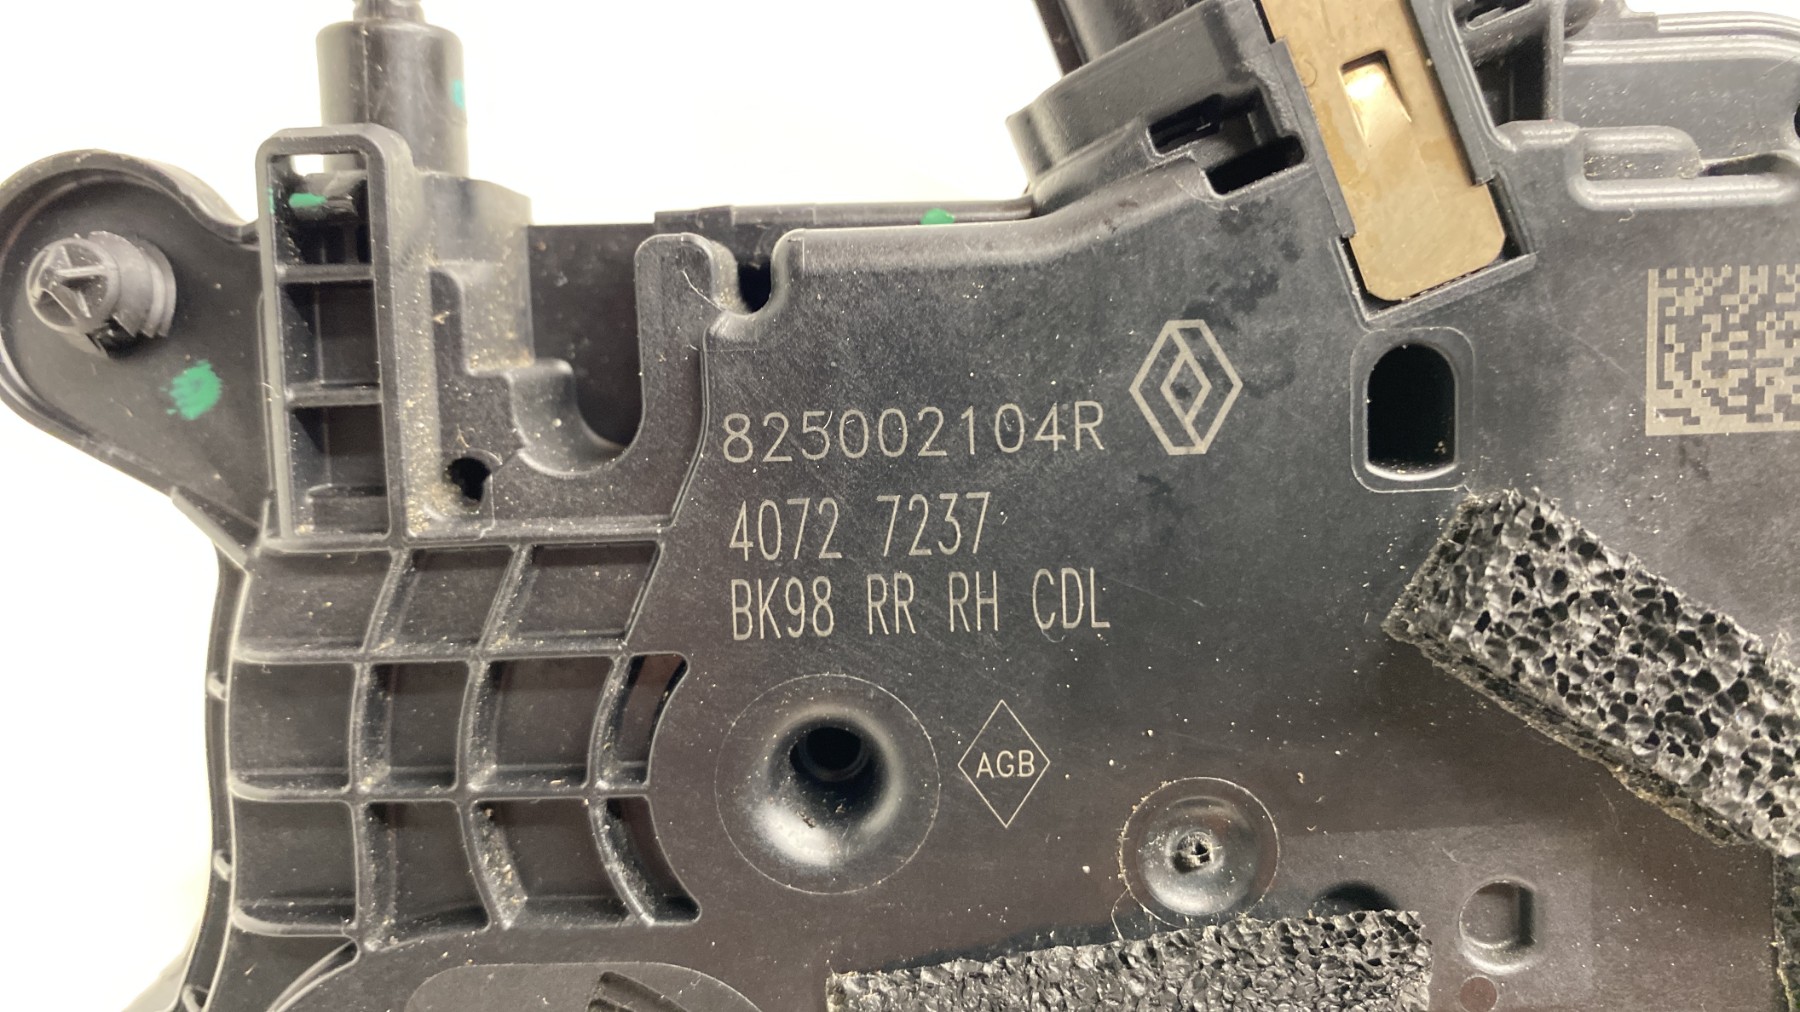 825002104R
4072 7237
BK98 RR RH CDL
AGB